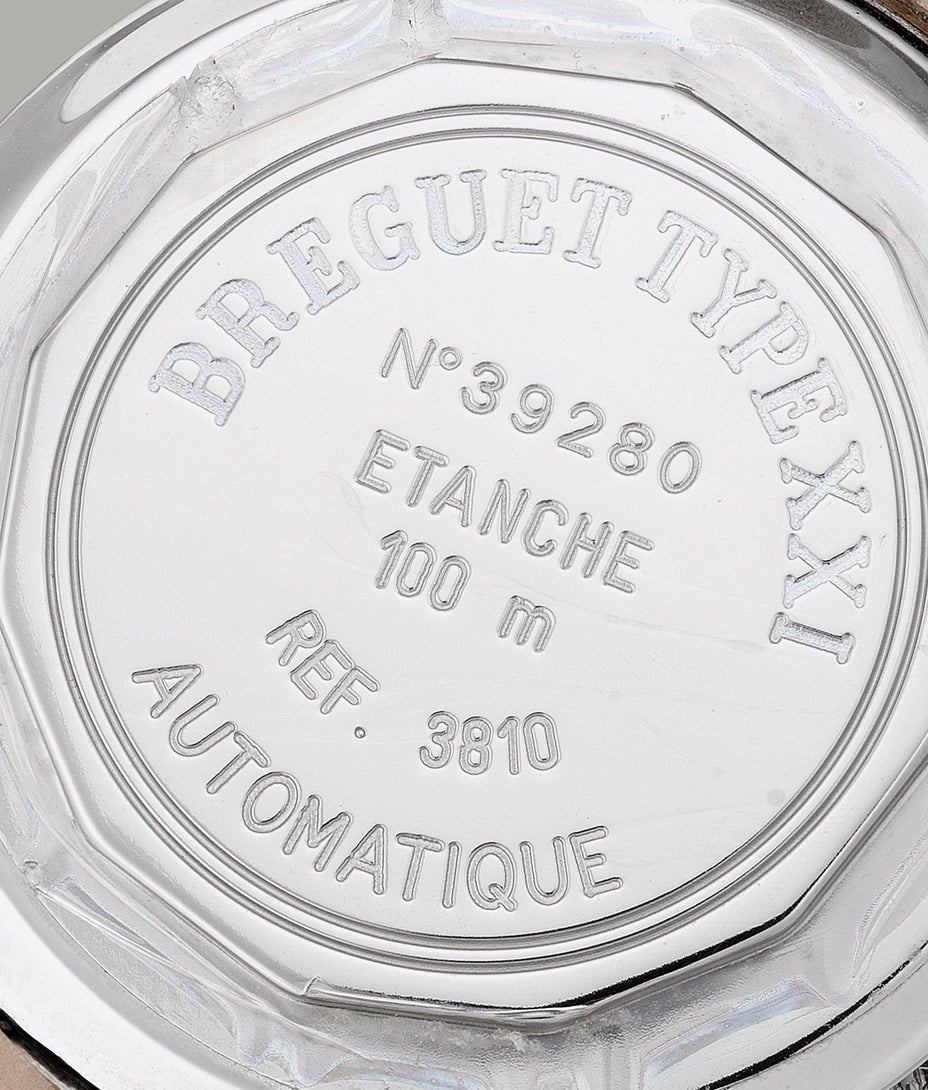 BREGUET TYPE XXI
N° 39280
ETANCHE
100 m
REF. 3810
AUTOMATIQUE